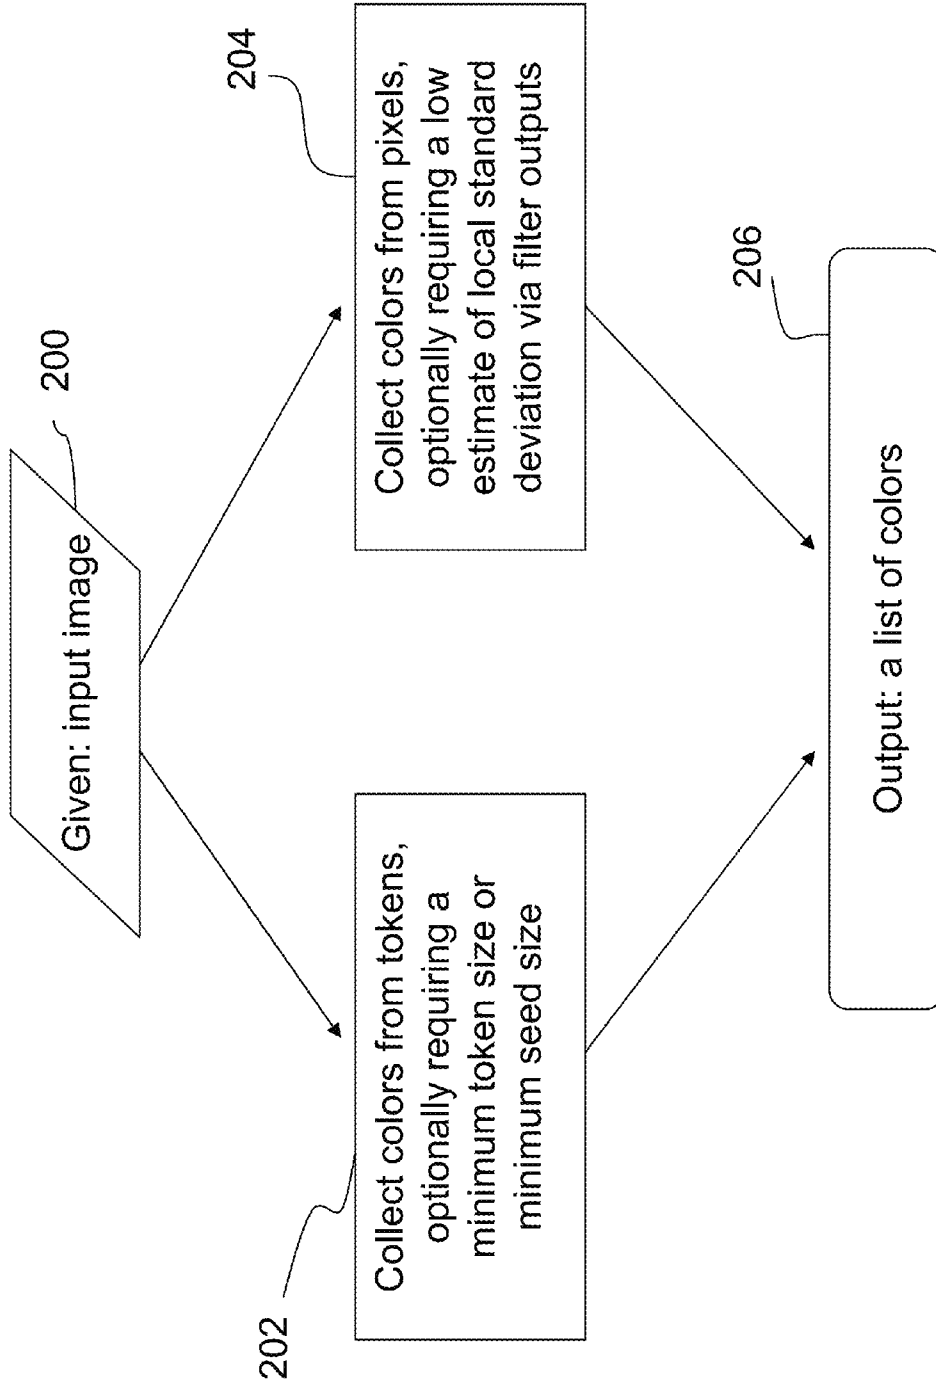 200
Given: input image
202
Collect colors from tokens,
optionally requiring a
minimum token size or
minimum seed size
204
Collect colors from pixels,
optionally requiring a low
estimate of local standard
deviation via filter outputs
206
Output: a list of colors